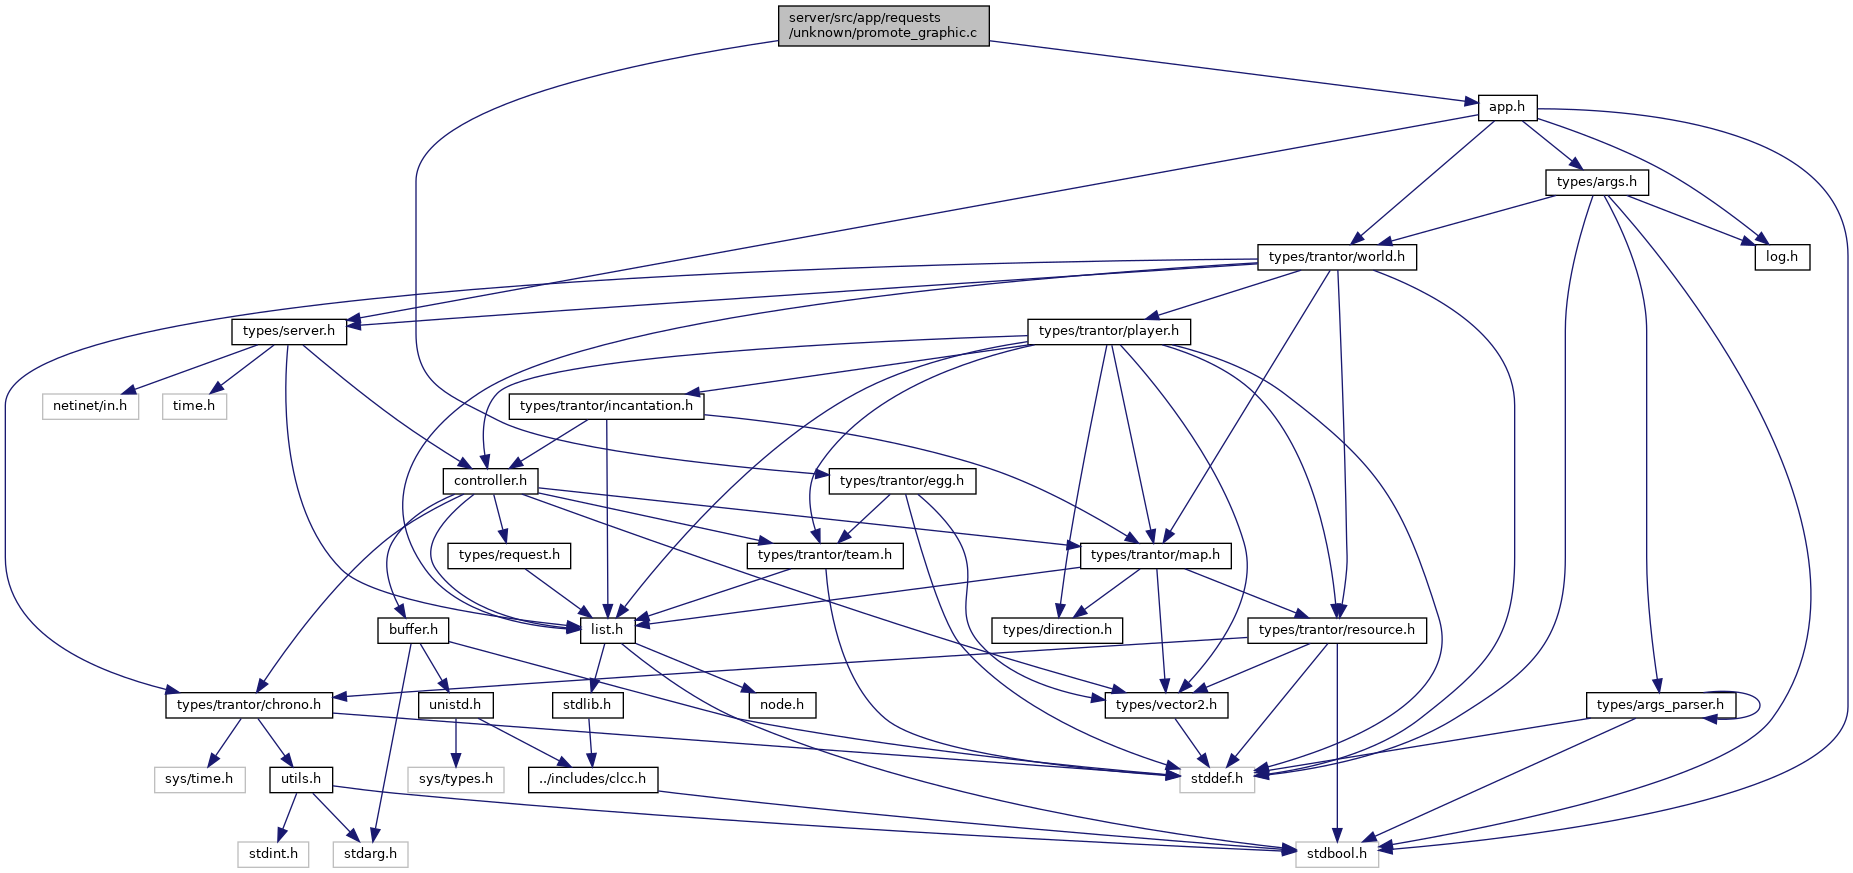 server/src/app/requests
/unknown/promote_graphic.c
app.h
types/args.h
types/trantor/world.h
log.h
types/server.h
types/trantor/player.h
netinet/in.h
time.h
types/trantor/incantation.h
controller.h
types/trantor/egg.h
types/request.h
types/trantor/team.h
types/trantor/map.h
buffer.h
list.h
types/direction.h
types/trantor/resource.h
types/trantor/chrono.h
unistd.h
stdlib.h
node.h
types/vector2.h
types/args_parser.h
sys/time.h
utils.h
sys/types.h
../includes/clcc.h
stddef.h
stdint.h
stdarg.h
stdbool.h